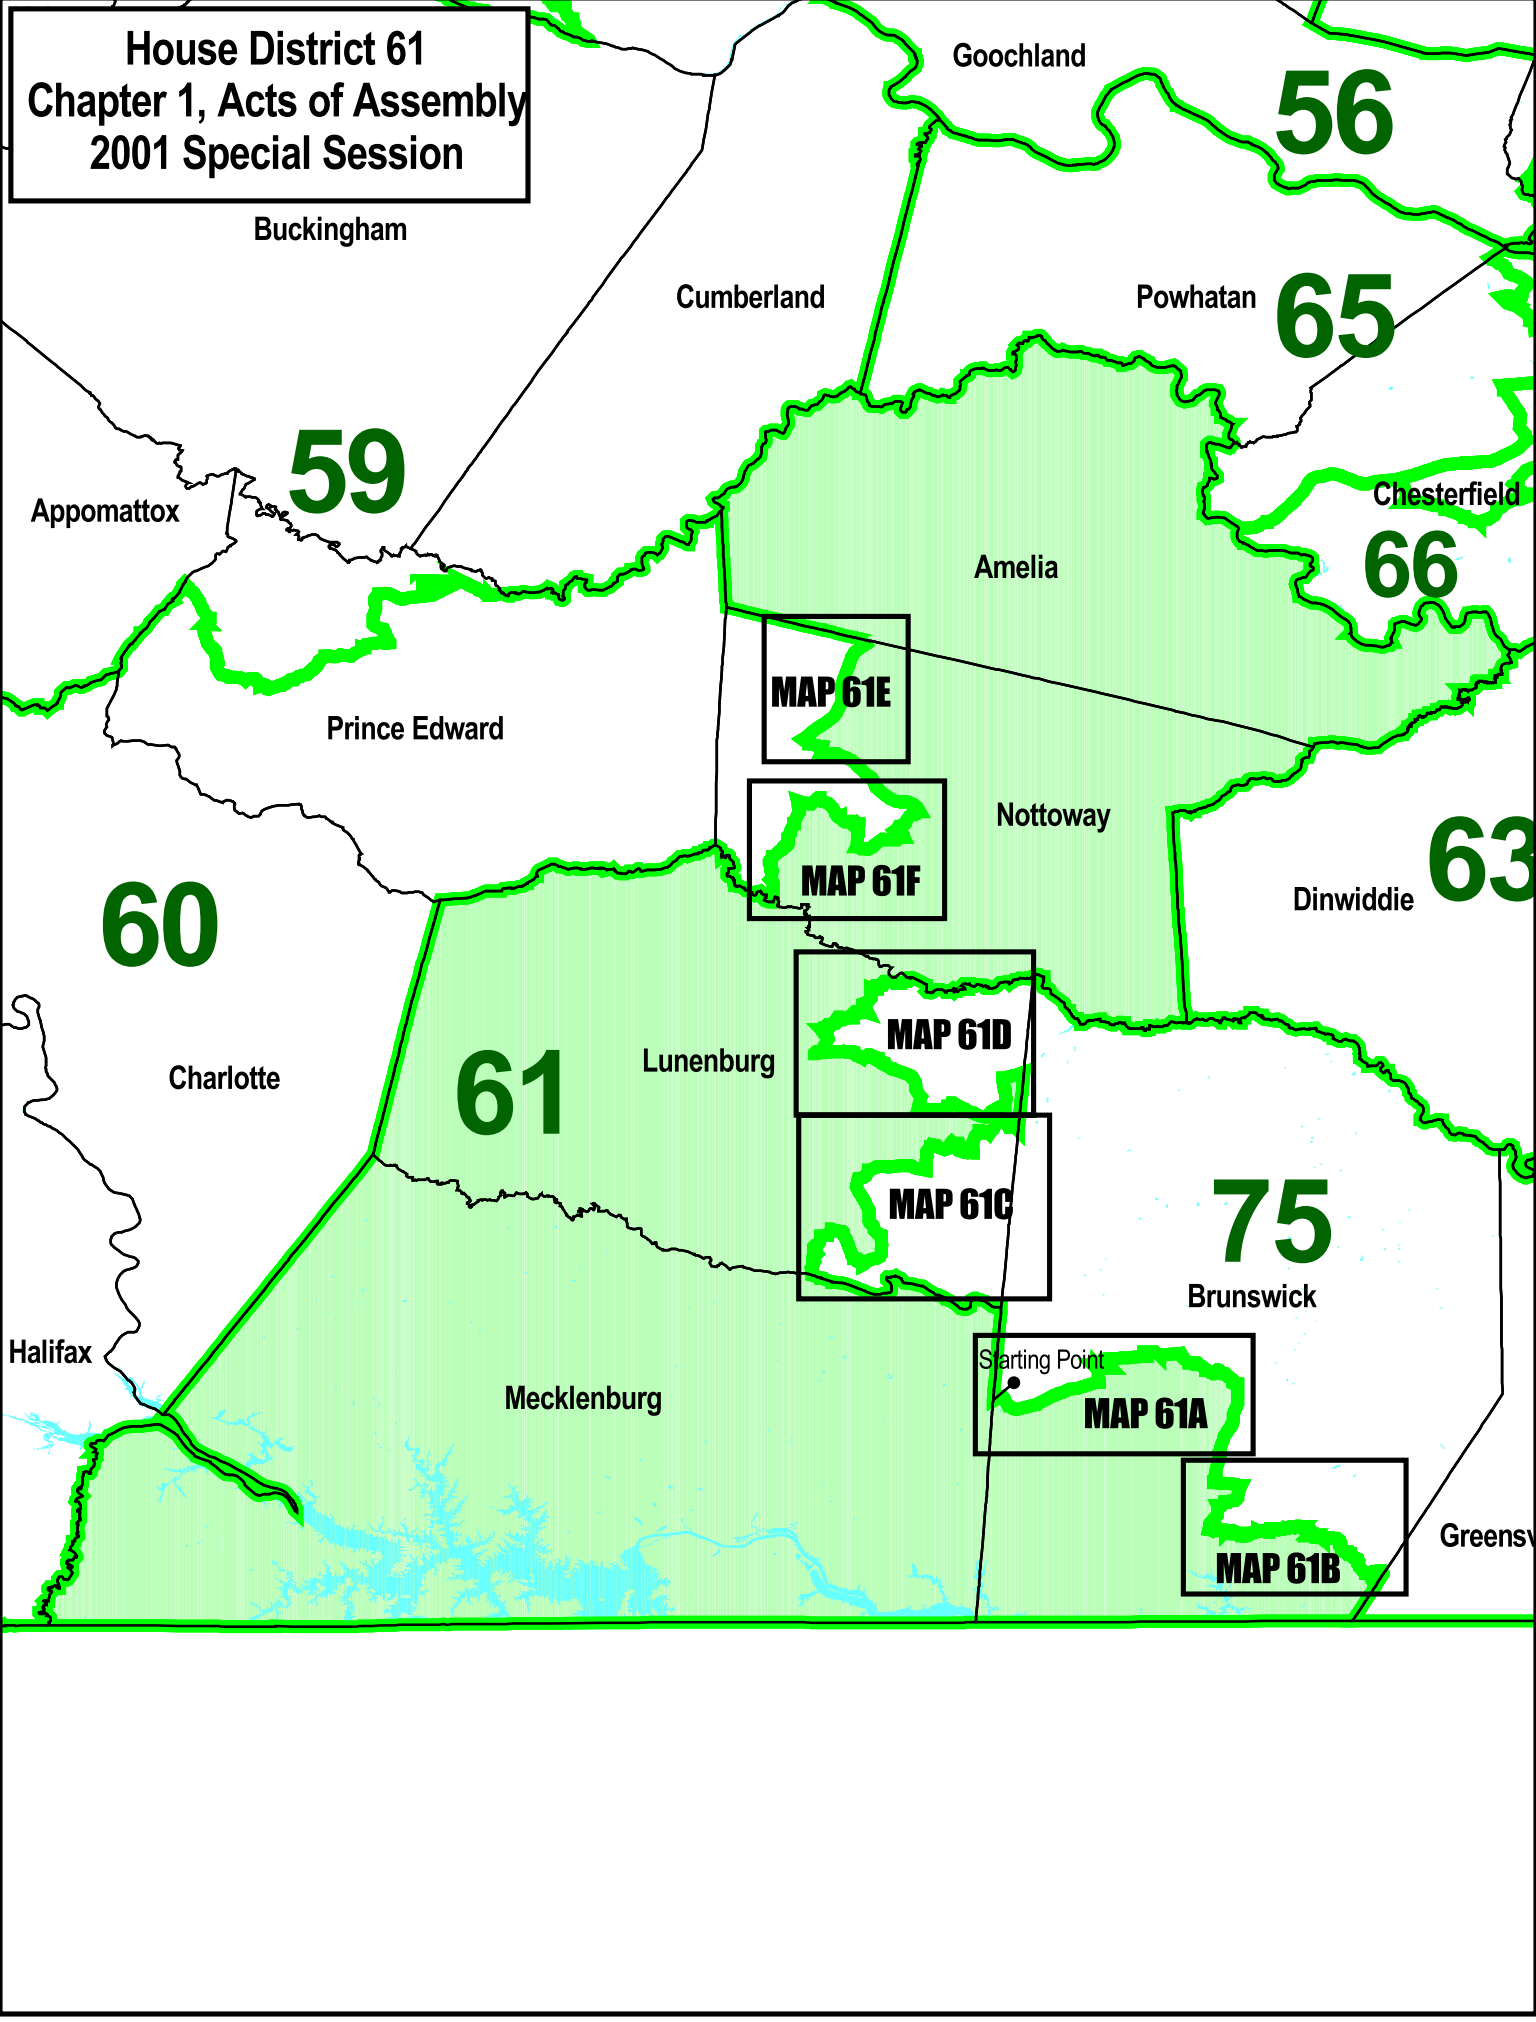 House District 61
Chapter 1, Acts of Assembly
2001 Special Session
Goochland
56
Buckingham
Cumberland
Powhatan
65
59
Appomattox
Chesterfield
66
Amelia
MAP 61E
Prince Edward
Nottoway
63
MAP 61F
Dinwiddie
60
MAP 61D
Lunenburg
61
Charlotte
MAP 61C
75
Brunswick
Halifax
Starting Point
Mecklenburg
MAP 61A
Greensv
MAP 61B